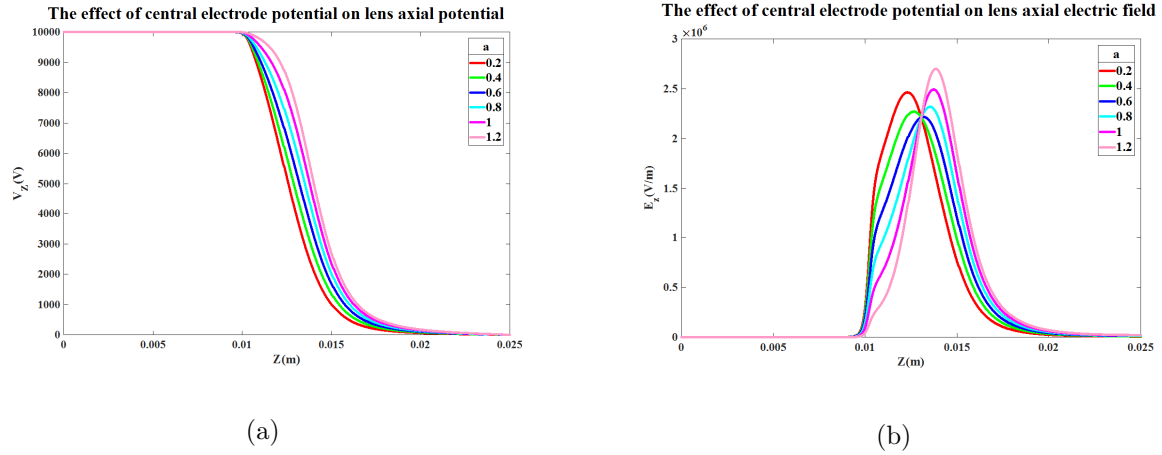 The effect of central electrode potential on lens axial potential
10000
9000
8000
7000
6000
5000
4000
3000
2000
1000
0
V_Z(V)
0 0.005 0.01 0.015 0.02 0.025
Z(m)
a
0.2
0.4
0.6
0.8
1
1.2
(a)
The effect of central electrode potential on lens axial electric field
×10^6
3
2.5
2
1.5
1
0.5
0
E_z(V/m)
0 0.005 0.01 0.015 0.02 0.025
Z(m)
a
0.2
0.4
0.6
0.8
1
1.2
(b)